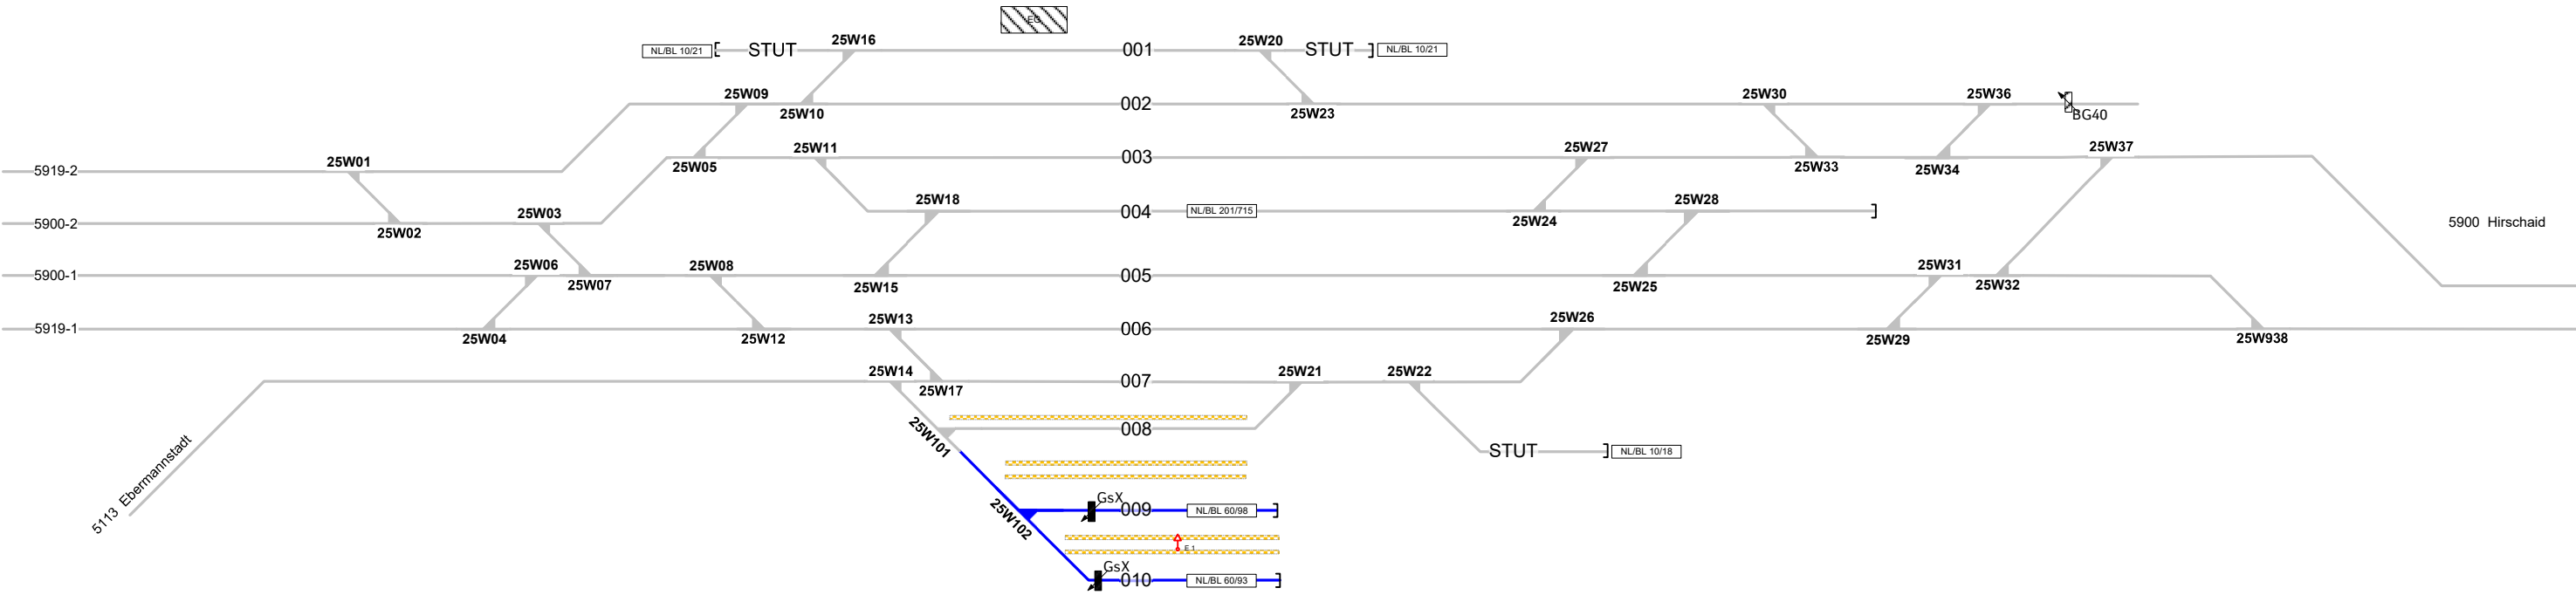 EG
NL/BL 10/21
STUT
25W16
001
25W20
STUT
NL/BL 10/21
25W09
25W10
002
25W23
25W30
25W36
BG40
5919-2
25W01
25W05
25W11
003
25W27
25W33
25W34
25W37
5900-2
25W02
25W03
25W18
004
NL/BL 201/715
25W24
25W28
5900 Hirschaid
5900-1
25W06
25W07
25W08
25W15
005
25W25
25W31
25W32
5919-1
25W04
25W12
25W13
006
25W26
25W29
25W938
25W14
25W17
007
25W21
25W22
5113 Ebermannstadt
25W101
008
STUT
NL/BL 10/18
25W102
GsX
009
NL/BL 60/98
E 1
GsX
010
NL/BL 60/93